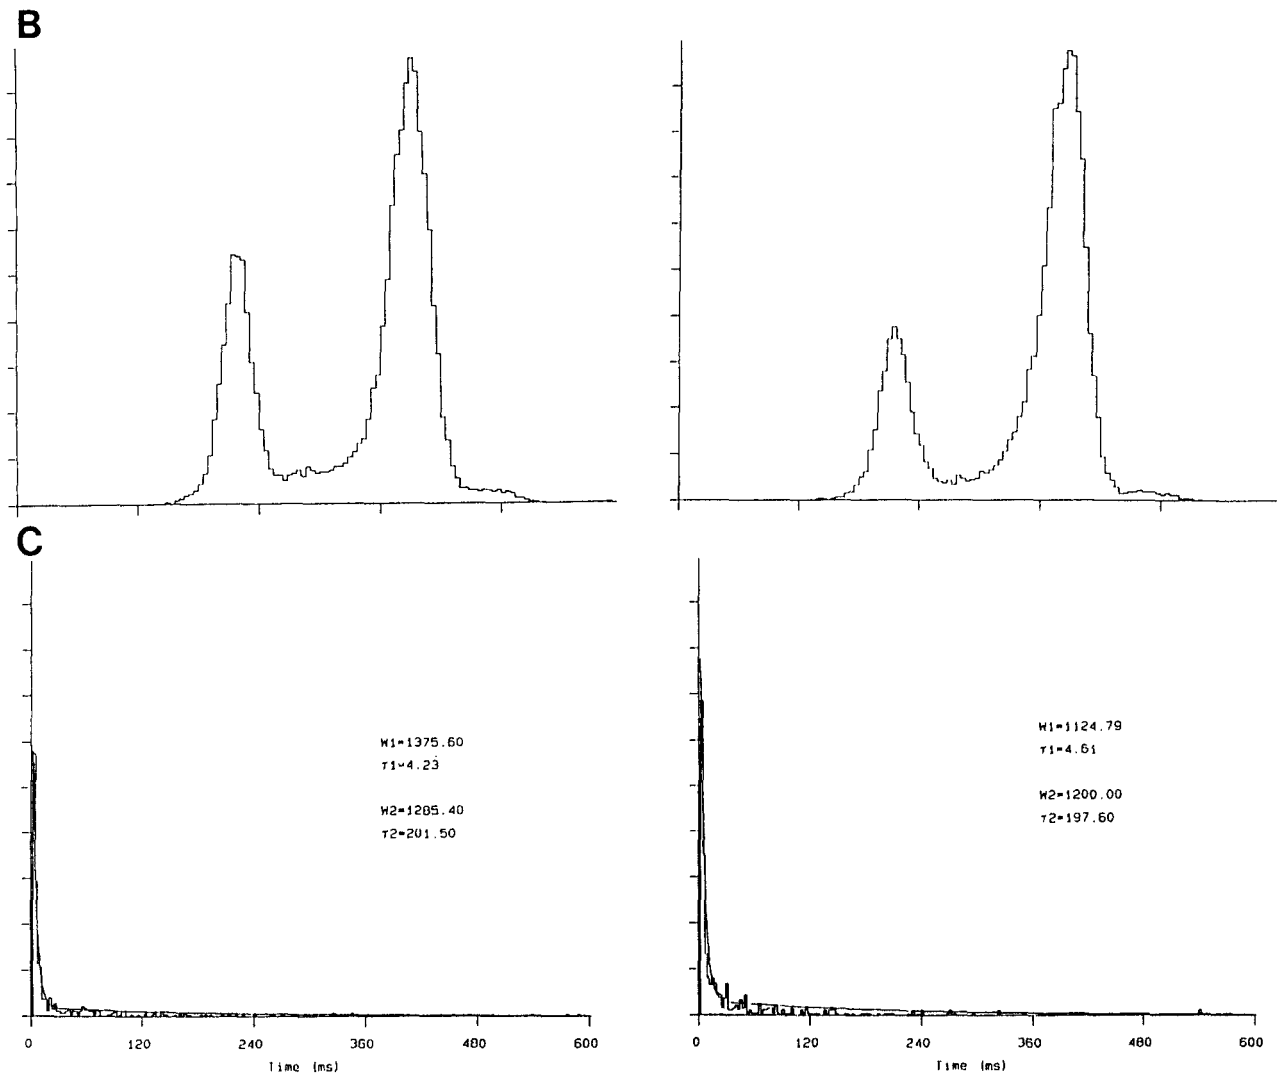 B
C
W1=1375.60
τ1=4.23
W2=1285.40
τ2=201.50
W1=1124.79
τ1=4.61
W2=1200.00
τ2=197.60
0 120 240 360 480 600
Time (ms)
0 120 240 360 480 600
Time (ms)